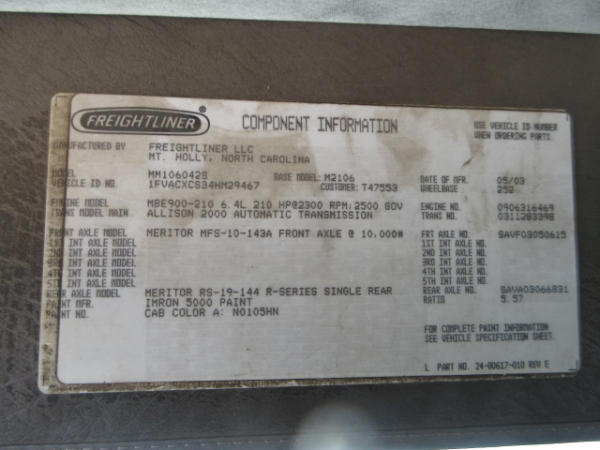 FREIGHTLINER COMPONENT INFORMATION USE VEHICLE ID NUMBER
WHEN ORDERING PARTS.
MANUFACTURED BY FREIGHTLINER LLC
MT. HOLLY, NORTH CAROLINA
MODEL MM106042S BASE MODEL: M2106 DATE OF MFR. 05/03
VEHICLE ID NO. 1FVACXCS34HM29467 CUSTOMER: T47553 WHEELBASE: 252
ENGINE MODEL MBE900-210 6.4L 210 HP@2300 RPM; 2500 GOV ENGINE NO. 0906316469
TRANS MODEL MAIN ALLISON 2000 AUTOMATIC TRANSMISSION TRANS NO. 0311283398
FRT AXLE MODEL MERITOR MFS-10-143A FRONT AXLE @ 10,000# FRT AXLE NO. SAVF03050615
1ST INT AXLE MODEL 1ST INT AXLE NO.
2ND INT AXLE MODEL 2ND INT AXLE NO.
3RD INT AXLE MODEL 3RD INT AXLE NO.
4TH INT AXLE MODEL 4TH INT AXLE NO.
5TH INT AXLE MODEL 5TH INT AXLE NO.
REAR AXLE MODEL MERITOR RS-19-144 R-SERIES SINGLE REAR REAR AXLE NO. SAVA03066831
PAINT MFR. IMRON 5000 PAINT RATIO 5.57
PAINT NO. CAB COLOR A: N0105HN
FOR COMPLETE PAINT INFORMATION
SEE VEHICLE SPECIFICATION SHEET.
L PART NO. 24-00617-010 REV E